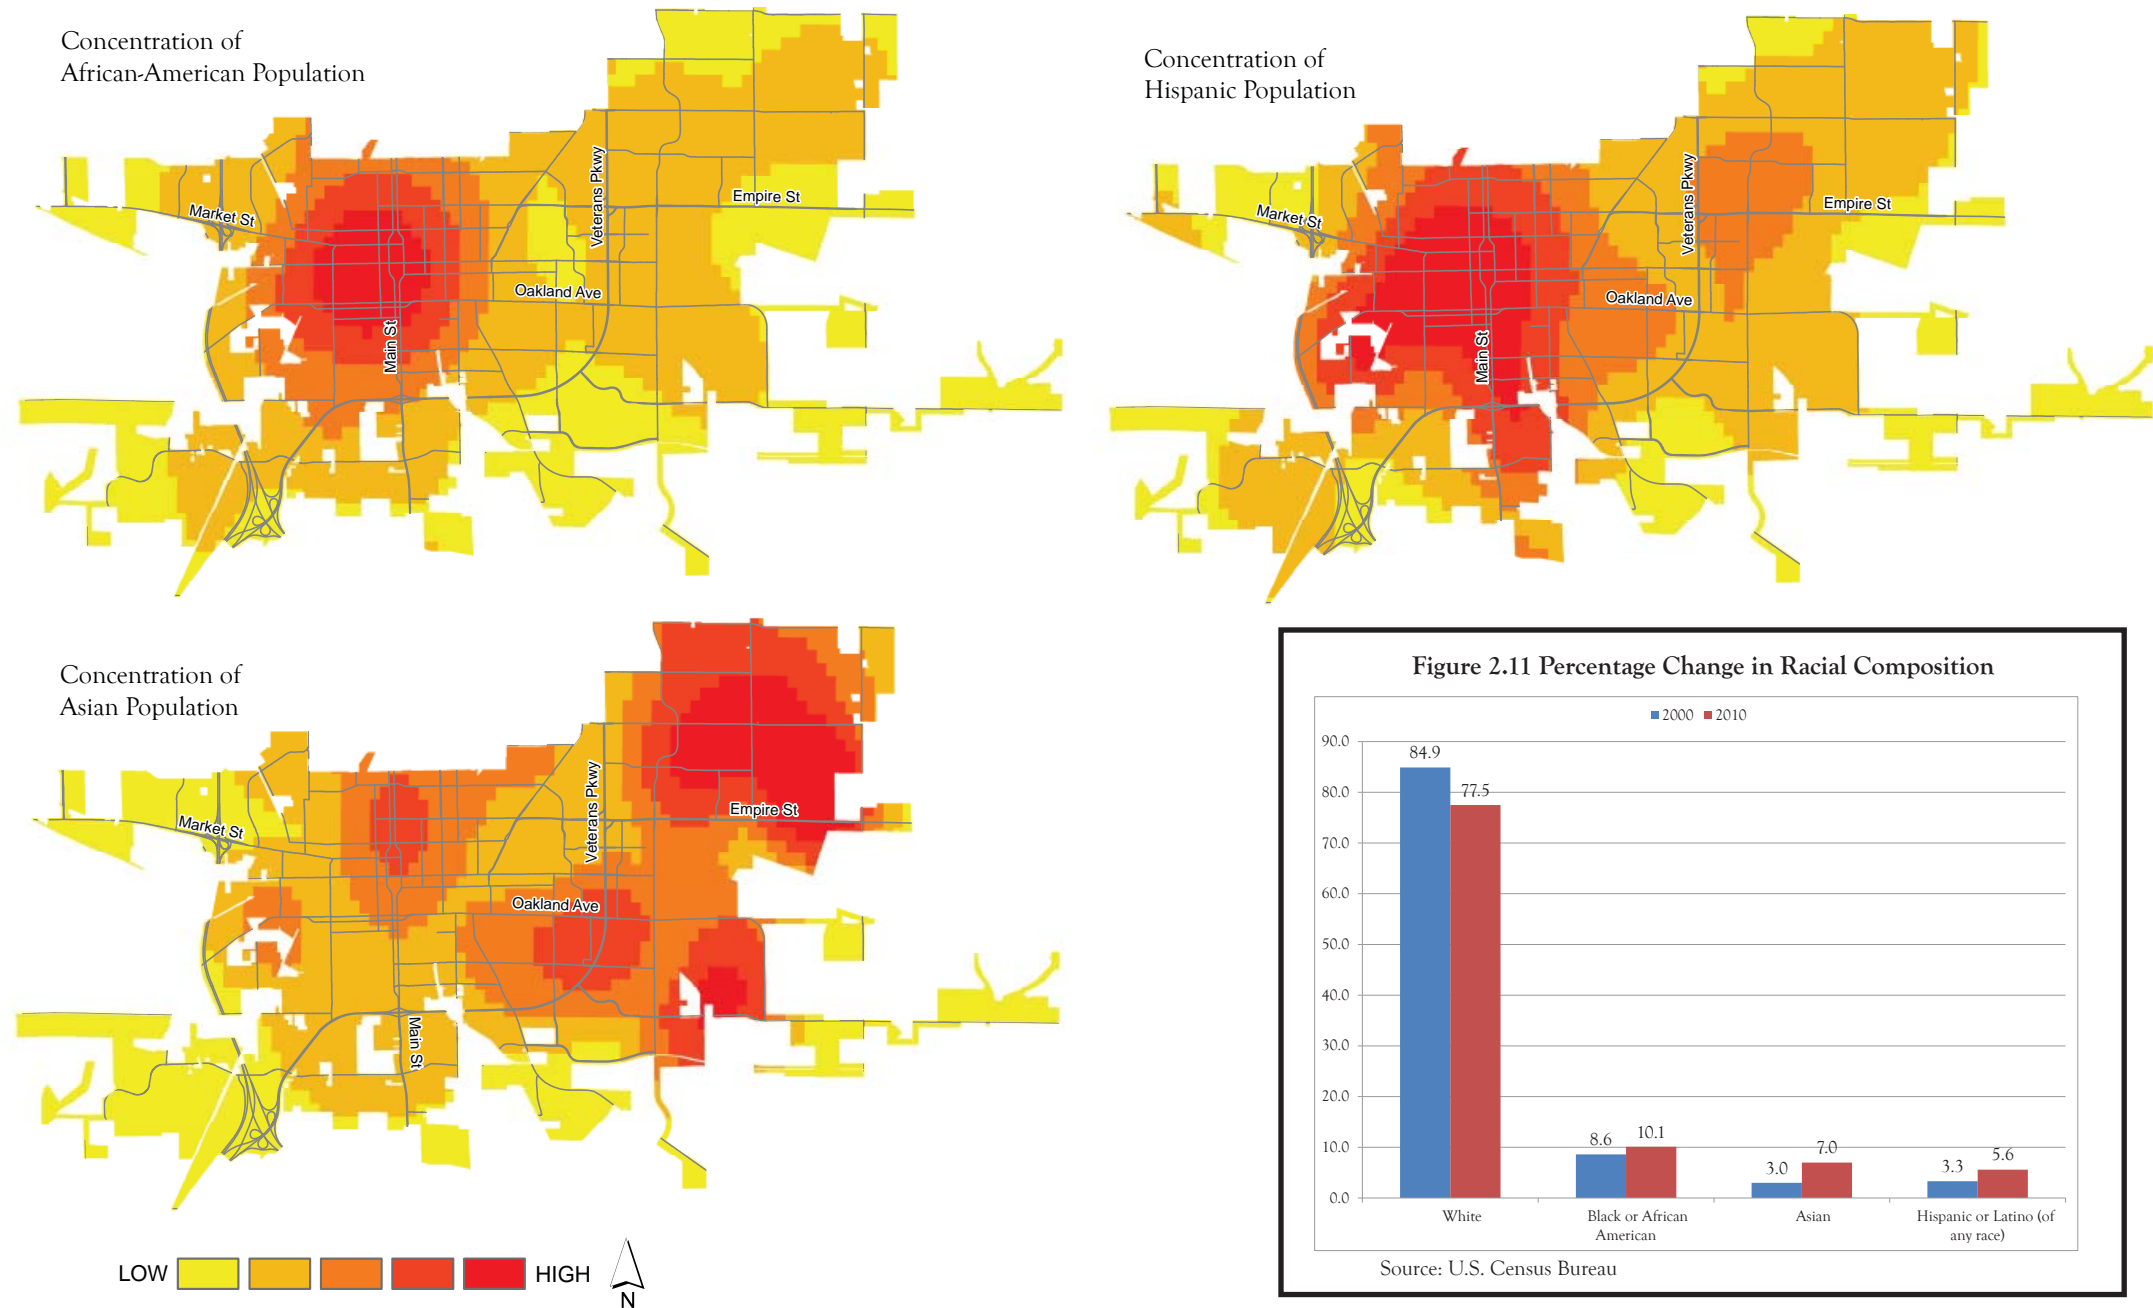 Concentration of
African-American Population
Market St
Veterans Pkwy
Empire St
Oakland Ave
Main St
Concentration of
Hispanic Population
Market St
Veterans Pkwy
Empire St
Oakland Ave
Main St
Concentration of
Asian Population
Market St
Veterans Pkwy
Empire St
Oakland Ave
Main St
LOW
HIGH
N
Figure 2.11 Percentage Change in Racial Composition
2000 2010
90.0
80.0
70.0
60.0
50.0
40.0
30.0
20.0
10.0
0.0
84.9
77.5
8.6
10.1
3.0
7.0
3.3
5.6
White
Black or African
American
Asian
Hispanic or Latino (of
any race)
Source: U.S. Census Bureau